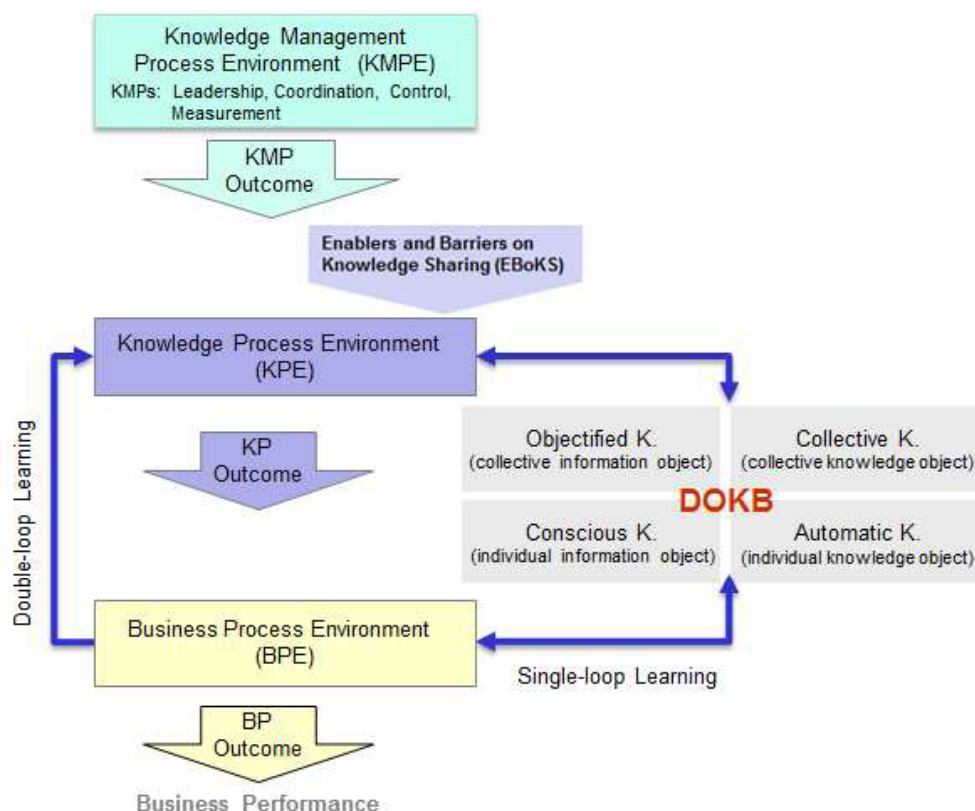 Knowledge Management
Process Environment (KMPE)
KMPs: Leadership, Coordination, Control,
Measurement
KMP
Outcome
Enablers and Barriers on
Knowledge Sharing (EBoKS)
Knowledge Process Environment
(KPE)
KP
Outcome
Double-loop Learning
Objectified K.
(collective information object)
Collective K.
(collective knowledge object)
DOKB
Conscious K.
(individual information object)
Automatic K.
(individual knowledge object)
Business Process Environment
(BPE)
Single-loop Learning
BP
Outcome
Business Performance